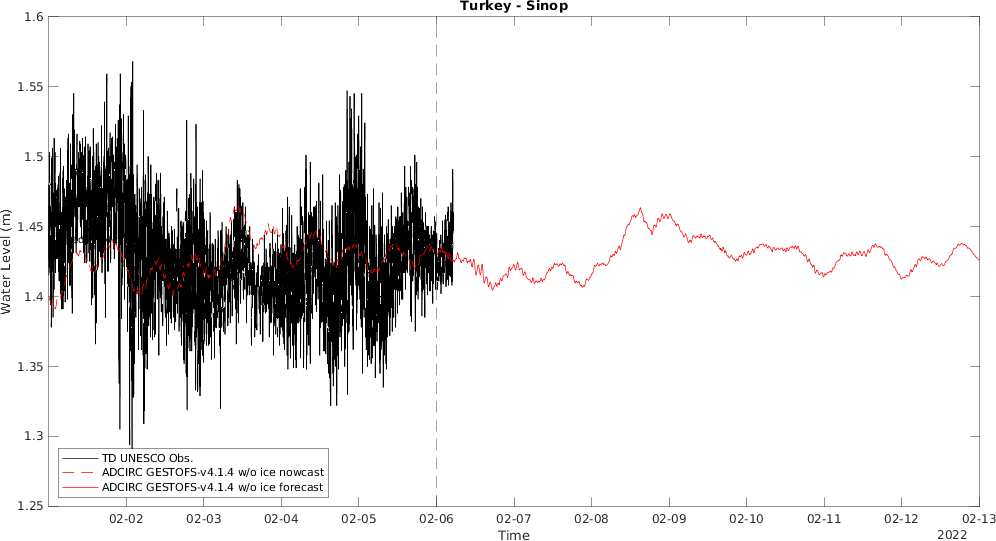 Turkey - Sinop
1.6
1.55
1.5
1.45
1.4
1.35
1.3
1.25
Water Level (m)
TD UNESCO Obs.
ADCIRC GESTOFS-v4.1.4 w/o ice nowcast
ADCIRC GESTOFS-v4.1.4 w/o ice forecast
02-02 02-03 02-04 02-05 02-06 02-07 02-08 02-09 02-10 02-11 02-12 02-13
Time
2022